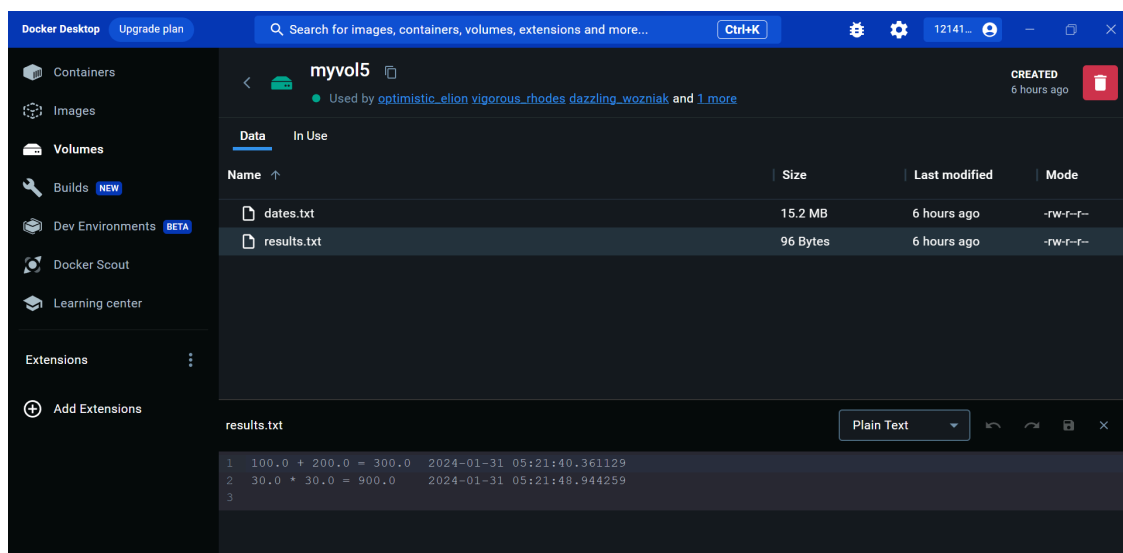 Docker Desktop Upgrade plan Search for images, containers, volumes, extensions and more... Ctrl+K 12141...
Containers
Images
Volumes
Builds NEW
Dev Environments BETA
Docker Scout
Learning center
Extensions
Add Extensions
myvol5
Used by optimistic_elion vigorous_rhodes dazzling_wozniak and 1 more
CREATED
6 hours ago
Data In Use
Name Size Last modified Mode
dates.txt 15.2 MB 6 hours ago -rw-r--r--
results.txt 96 Bytes 6 hours ago -rw-r--r--
results.txt Plain Text
1 100.0 + 200.0 = 300.0 2024-01-31 05:21:40.361129
2 30.0 * 30.0 = 900.0 2024-01-31 05:21:48.944259
3